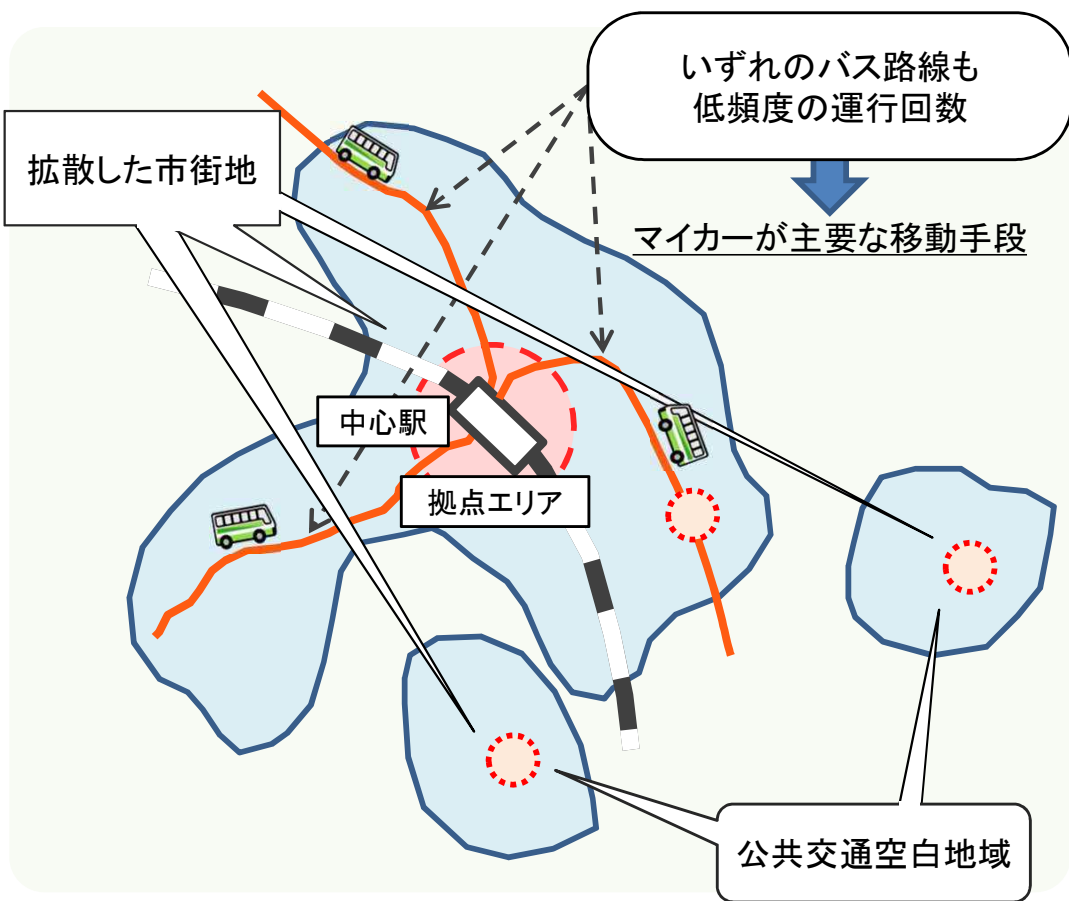 いずれのバス路線も
低頻度の運行回数
拡散した市街地
マイカーが主要な移動手段
中心駅
拠点エリア
公共交通空白地域